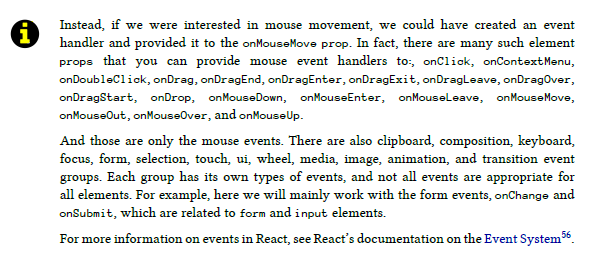 Instead, if we were interested in mouse movement, we could have created an event
handler and provided it to the onMouseMove prop. In fact, there are many such element
props that you can provide mouse event handlers to:, onClick, onContextMenu,
onDoubleClick, onDrag, onDragEnd, onDragEnter, onDragExit, onDragLeave, onDragOver,
onDragStart, onDrop, onMouseDown, onMouseEnter, onMouseLeave, onMouseMove,
onMouseOut, onMouseOver, and onMouseUp.
And those are only the mouse events. There are also clipboard, composition, keyboard,
focus, form, selection, touch, ui, wheel, media, image, animation, and transition event
groups. Each group has its own types of events, and not all events are appropriate for
all elements. For example, here we will mainly work with the form events, onChange and
onSubmit, which are related to form and input elements.
For more information on events in React, see React's documentation on the Event System⁵⁶.